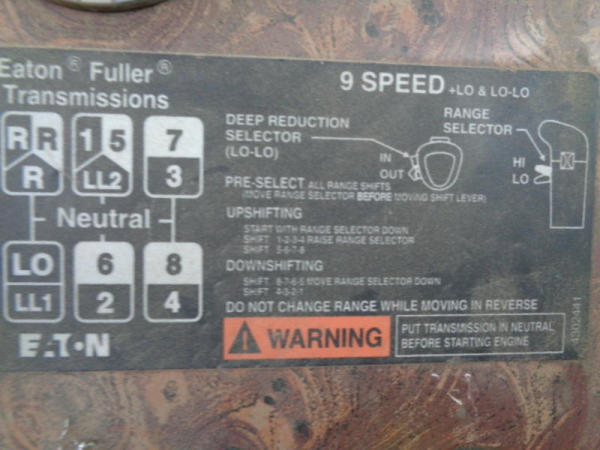 Eaton® Fuller®
Transmissions
9 SPEED +LO & LO-LO
R R
R
1 5
LL2
7
3
Neutral
LO
LL1
6
2
8
4
EATON
DEEP REDUCTION
SELECTOR
(LO-LO)
IN
OUT
RANGE
SELECTOR
HI
LO
PRE-SELECT ALL RANGE SHIFTS
(MOVE RANGE SELECTOR BEFORE MOVING SHIFT LEVER)
UPSHIFTING
START WITH RANGE SELECTOR DOWN
SHIFT 1-2-3-4 RAISE RANGE SELECTOR
SHIFT 5-6-7-8
DOWNSHIFTING
SHIFT 8-7-6-5 MOVE RANGE SELECTOR DOWN
SHIFT 4-3-2-1
DO NOT CHANGE RANGE WHILE MOVING IN REVERSE
WARNING
PUT TRANSMISSION IN NEUTRAL
BEFORE STARTING ENGINE
4302441